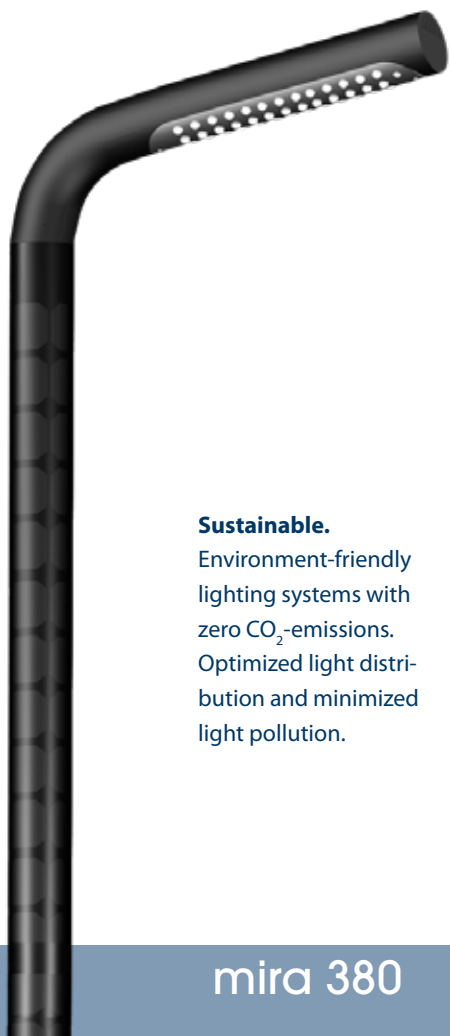 Sustainable.
Environment-friendly
lighting systems with
zero CO₂-emissions.
Optimized light distri-
bution and minimized
light pollution.
mira 380